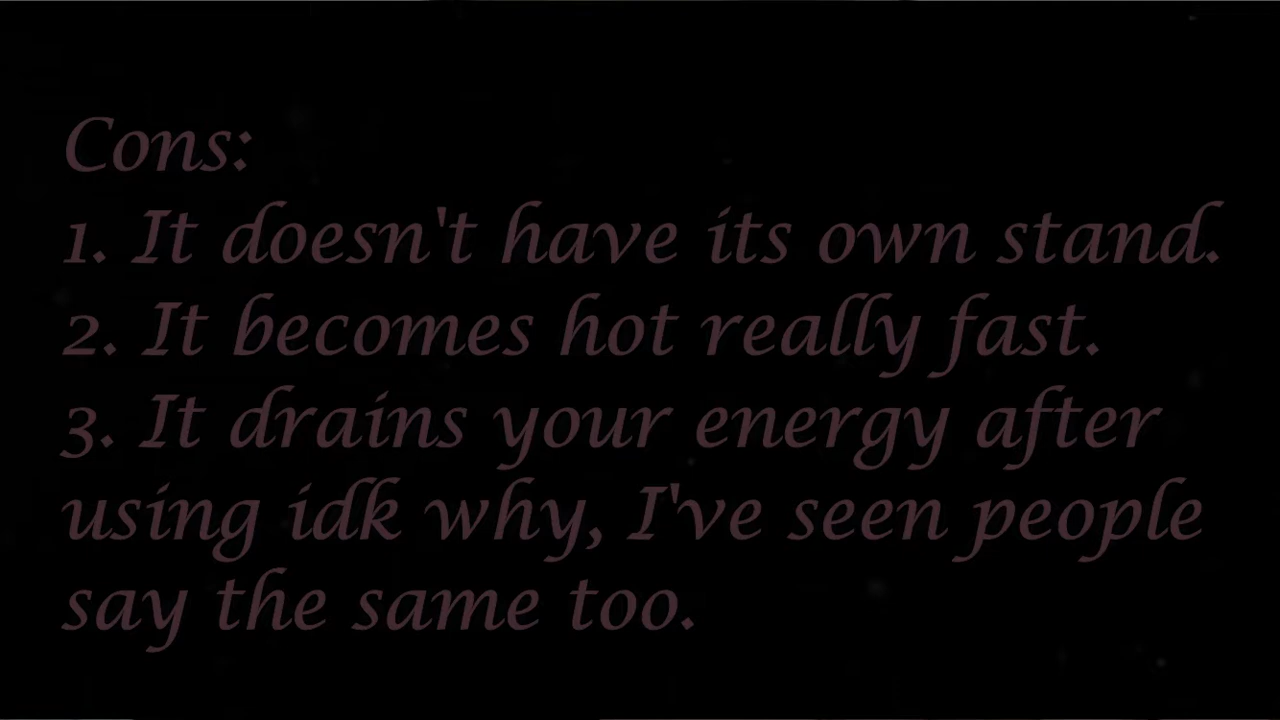 Cons:
1. It doesn't have its own stand.
2. It becomes hot really fast.
3. It drains your energy after
using idk why, I've seen people
say the same too.